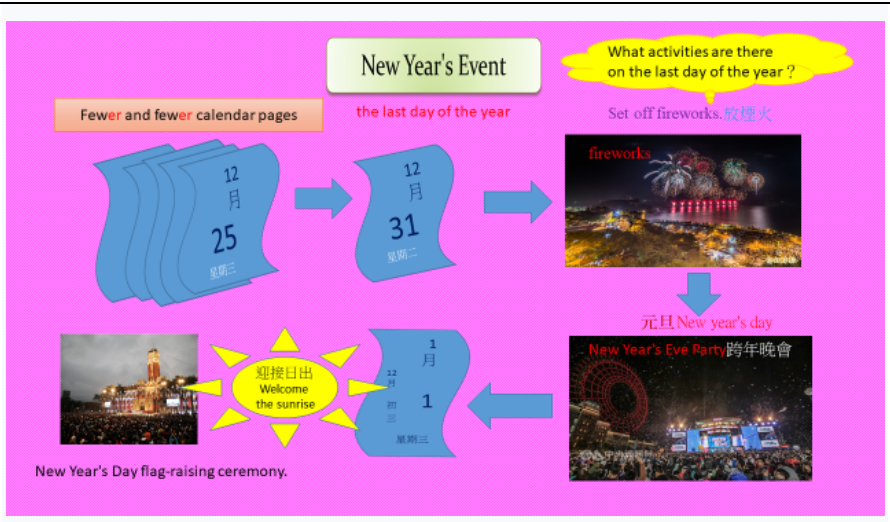 New Year's Event
What activities are there
on the last day of the year？
Fewer and fewer calendar pages
the last day of the year
Set off fireworks.放煙火
12
月
25
星期三
12
月
31
星期二
fireworks
元旦New year's day
New Year's Eve Party跨年晚會
1
月
12
月
初
三
1
星期三
迎接日出
Welcome
the sunrise
New Year's Day flag-raising ceremony.